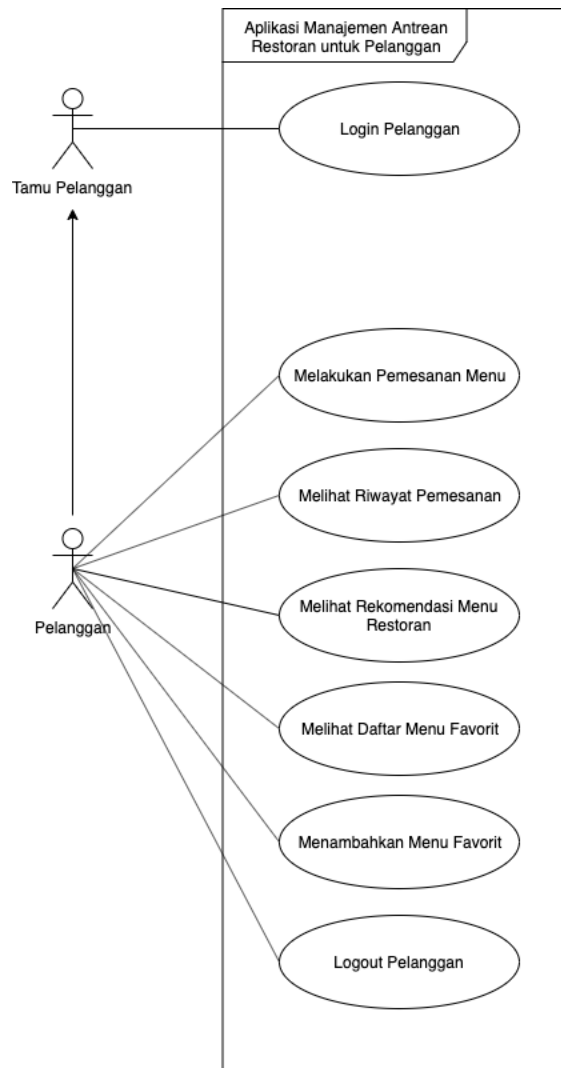 Aplikasi Manajemen Antrean
Restoran untuk Pelanggan
Login Pelanggan
Tamu Pelanggan
Melakukan Pemesanan Menu
Melihat Riwayat Pemesanan
Melihat Rekomendasi Menu
Restoran
Pelanggan
Melihat Daftar Menu Favorit
Menambahkan Menu Favorit
Logout Pelanggan